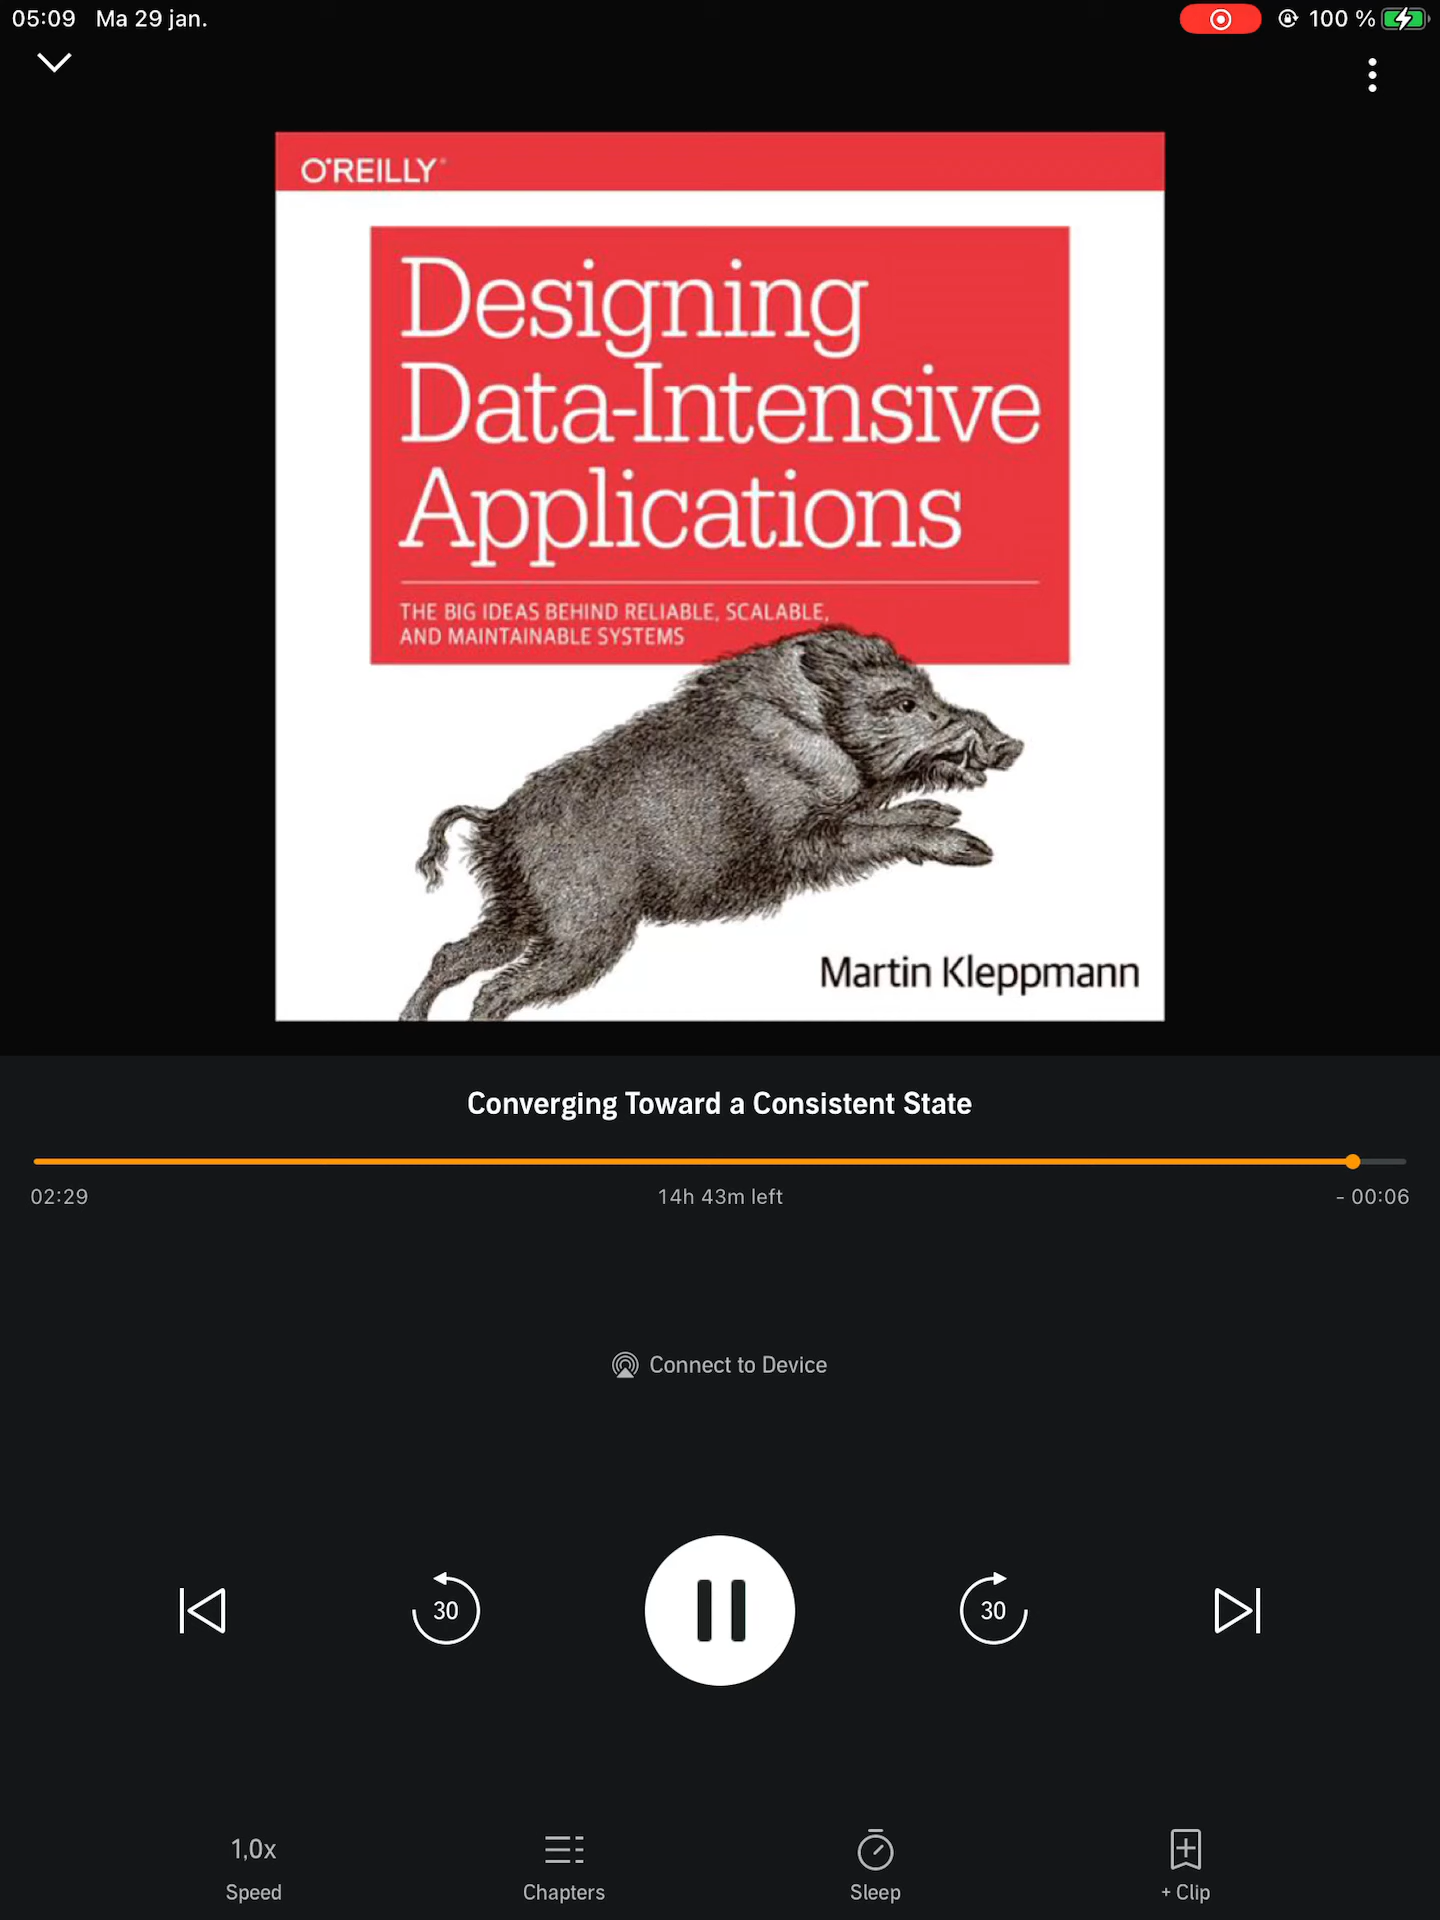 05:09 Ma 29 jan.
100 %
O'REILLY®
Designing
Data-Intensive
Applications
THE BIG IDEAS BEHIND RELIABLE, SCALABLE,
AND MAINTAINABLE SYSTEMS
Martin Kleppmann
Converging Toward a Consistent State
02:29 14h 43m left - 00:06
Connect to Device
30 30
1,0x
Speed Chapters Sleep + Clip